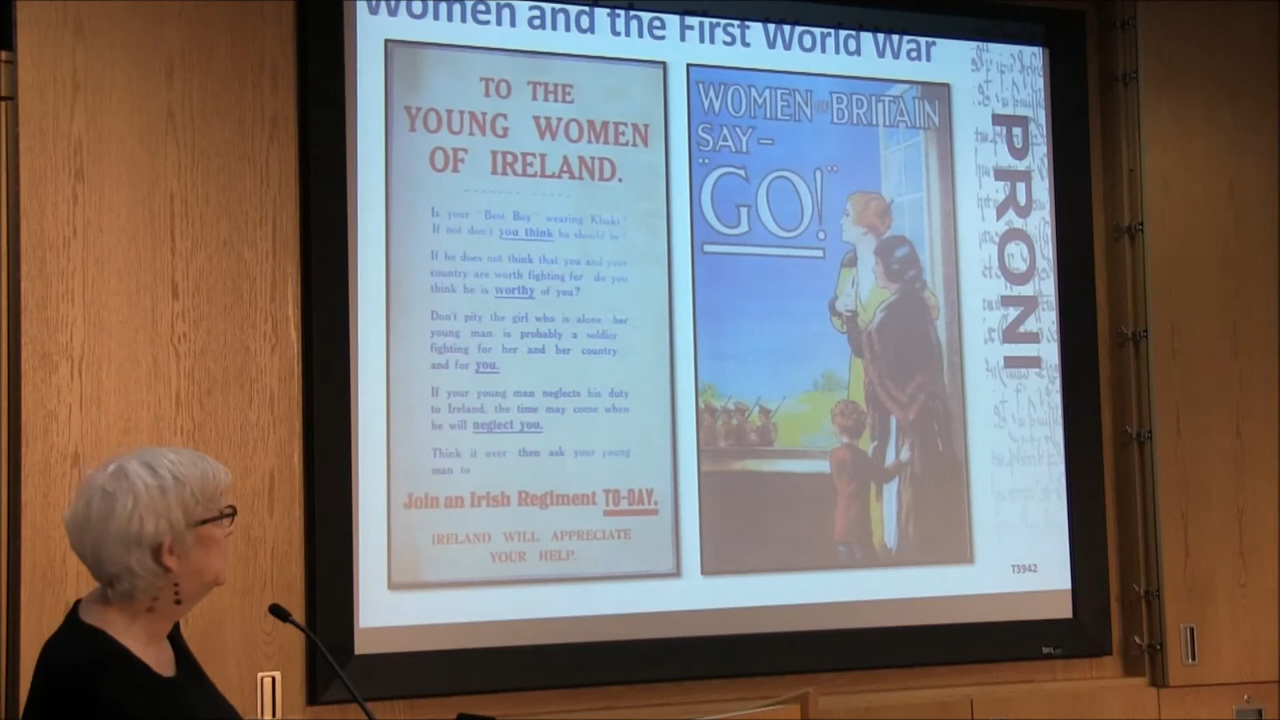 Women and the First World War
TO THE
YOUNG WOMEN
OF IRELAND.
Is your "Best Boy" wearing Khaki?
If not don't you think he should be?
If he does not think that you and your
country are worth fighting for do you
think he is worthy of you?
Don't pity the girl who is alone her
young man is probably a soldier
fighting for her and her country
and for you.
If your young man neglects his duty
to Ireland, the time may come when
he will neglect you.
Think it over then ask your young
man to
Join an Irish Regiment TO-DAY.
IRELAND WILL APPRECIATE
YOUR HELP.
WOMEN OF BRITAIN
SAY –
"GO!"
PRONI
T3942